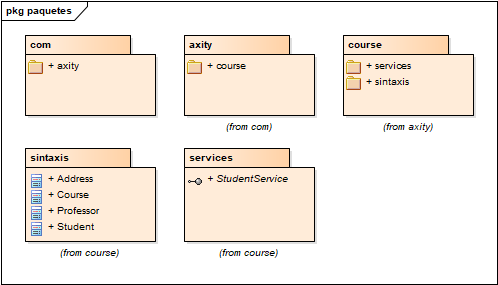 pkg paquetes
com
+ axity
axity
+ course
(from com)
course
+ services
+ sintaxis
(from axity)
sintaxis
+ Address
+ Course
+ Professor
+ Student
(from course)
services
+ StudentService
(from course)